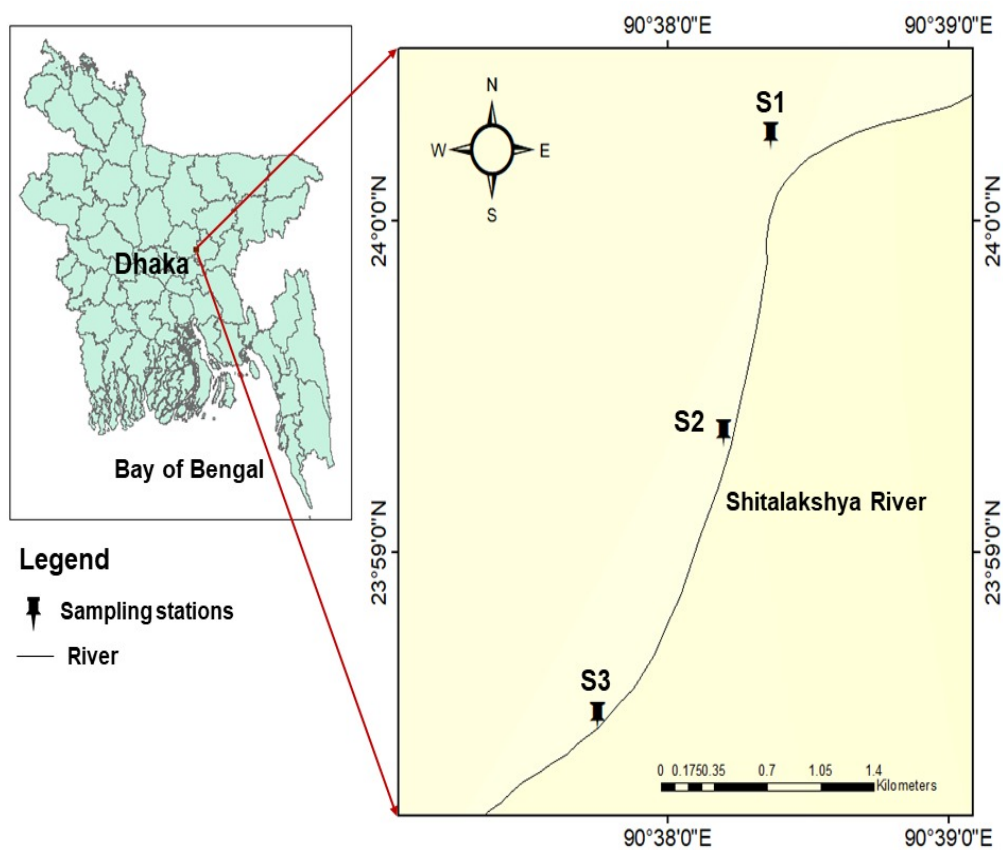 90°38'0"E
90°39'0"E
N
W
E
S
S1
24°0'0"N
24°0'0"N
Dhaka
S2
Bay of Bengal
Shitalakshya River
23°59'0"N
23°59'0"N
Legend
Sampling stations
River
S3
0 0.1750.35 0.7 1.05 1.4
Kilometers
90°38'0"E
90°39'0"E